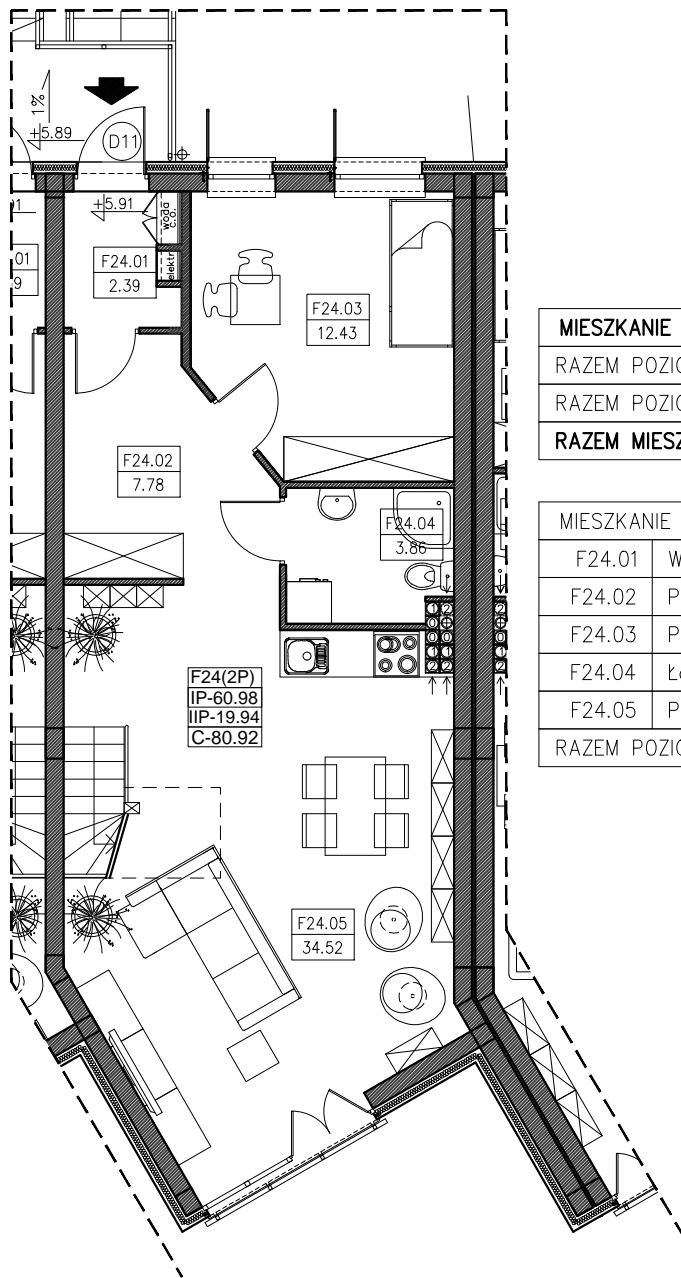 1%
+5.89
D11
+5.91
woda
c.o.
elektr
01
9
F24.01
2.39
F24.03
12.43
F24.02
7.78
F24.04
3.86
F24(2P)
IP-60.98
IIP-19.94
C-80.92
F24.05
34.52
MIESZKANIE
RAZEM POZIO
RAZEM POZIO
RAZEM MIESZ
MIESZKANIE
F24.01 W
F24.02 P
F24.03 P
F24.04 Ł
F24.05 P
RAZEM POZIO